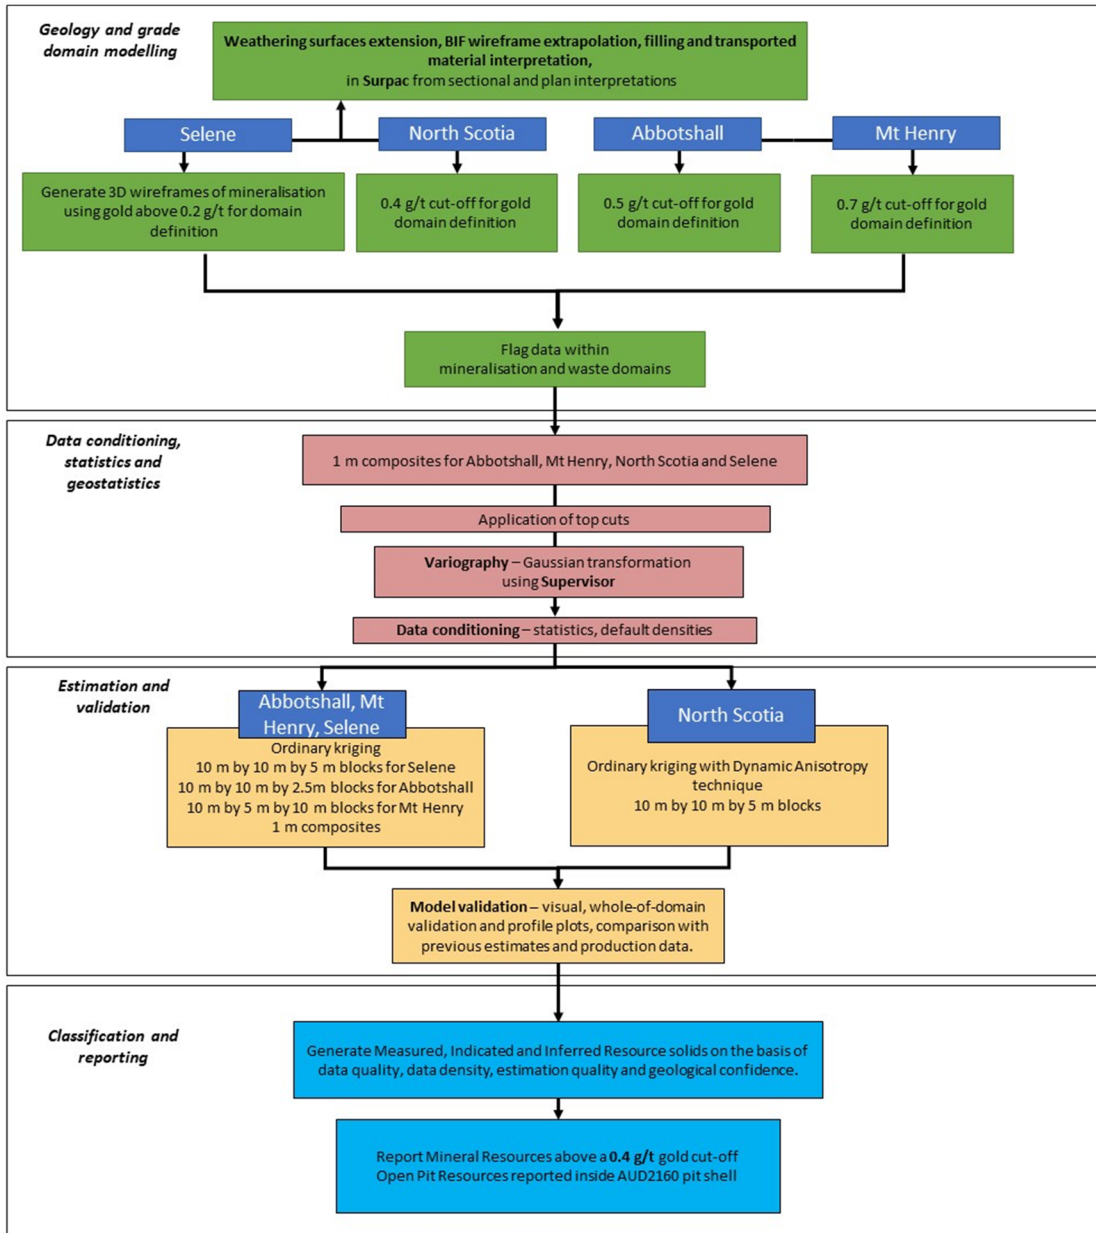 Geology and grade
domain modelling
Weathering surfaces extension, BIF wireframe extrapolation, filling and transported
material interpretation,
in Surpac from sectional and plan interpretations
Selene
North Scotia
Abbotshall
Mt Henry
Generate 3D wireframes of mineralisation
using gold above 0.2 g/t for domain
definition
0.4 g/t cut-off for gold
domain definition
0.5 g/t cut-off for gold
domain definition
0.7 g/t cut-off for gold
domain definition
Flag data within
mineralisation and waste domains
Data conditioning,
statistics and
geostatistics
1 m composites for Abbotshall, Mt Henry, North Scotia and Selene
Application of top cuts
Variography – Gaussian transformation
using Supervisor
Data conditioning – statistics, default densities
Estimation and
validation
Abbotshall, Mt
Henry, Selene
Ordinary kriging
10 m by 10 m by 5 m blocks for Selene
10 m by 10 m by 2.5m blocks for Abbotshall
10 m by 5 m by 10 m blocks for Mt Henry
1 m composites
North Scotia
Ordinary kriging with Dynamic Anisotropy
technique
10 m by 10 m by 5 m blocks
Model validation – visual, whole-of-domain
validation and profile plots, comparison with
previous estimates and production data.
Classification and
reporting
Generate Measured, Indicated and Inferred Resource solids on the basis of
data quality, data density, estimation quality and geological confidence.
Report Mineral Resources above a 0.4 g/t gold cut-off
Open Pit Resources reported inside AUD2160 pit shell